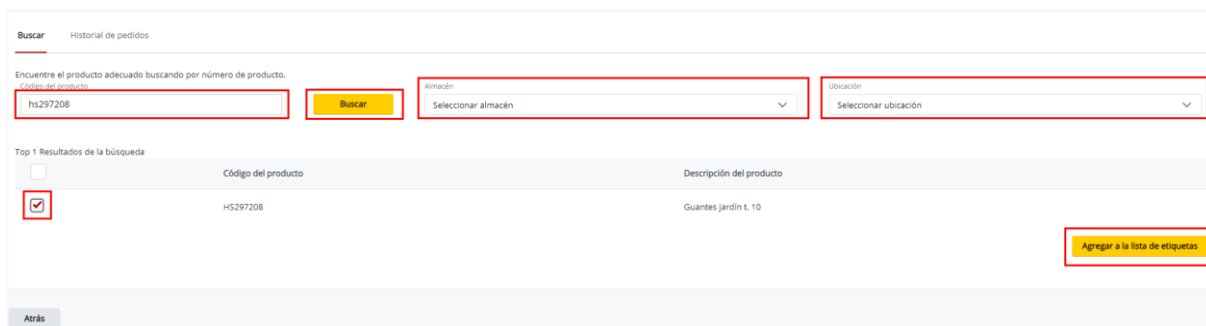 Buscar Historial de pedidos
Encuentre el producto adecuado buscando por número de producto.
Código del producto Almacén Ubicación
hs297208 Buscar Seleccionar almacén Seleccionar ubicación
Top 1 Resultados de la búsqueda
Código del producto Descripción del producto
HS297208 Guantes jardín t. 10
Agregar a la lista de etiquetas
Atrás